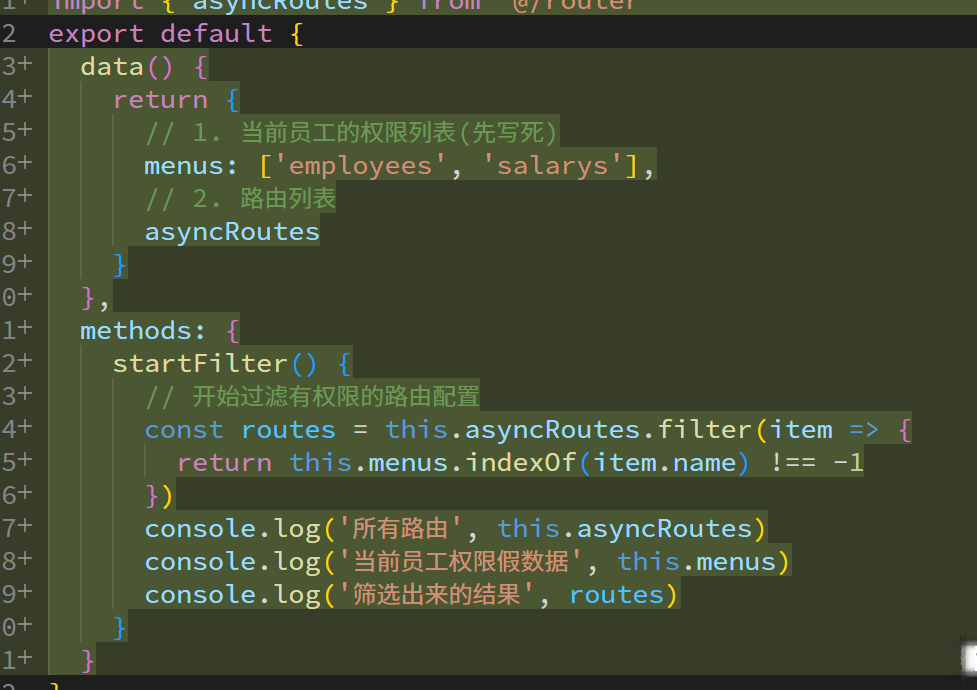 1+ import { asyncRoutes } from '@/router'
2 export default {
3+ data() {
4+ return {
5+ // 1. 当前员工的权限列表(先写死)
6+ menus: ['employees', 'salarys'],
7+ // 2. 路由列表
8+ asyncRoutes
9+ }
0+ },
1+ methods: {
2+ startFilter() {
3+ // 开始过滤有权限的路由配置
4+ const routes = this.asyncRoutes.filter(item => {
5+ return this.menus.indexOf(item.name) !== -1
6+ })
7+ console.log('所有路由', this.asyncRoutes)
8+ console.log('当前员工权限假数据', this.menus)
9+ console.log('筛选出来的结果', routes)
0+ }
1+ }
2 }